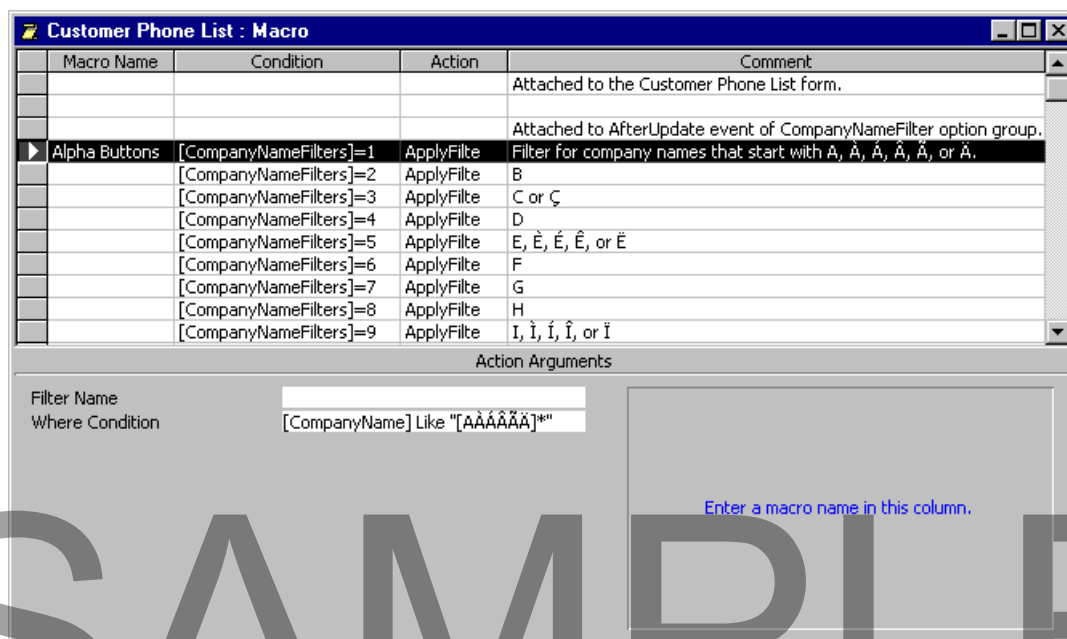 Customer Phone List : Macro
Macro Name Condition Action Comment
Attached to the Customer Phone List form.
Attached to AfterUpdate event of CompanyNameFilter option group.
Alpha Buttons [CompanyNameFilters]=1 ApplyFilte Filter for company names that start with A, À, Á, Â, Ã, or Ä.
[CompanyNameFilters]=2 ApplyFilte B
[CompanyNameFilters]=3 ApplyFilte C or Ç
[CompanyNameFilters]=4 ApplyFilte D
[CompanyNameFilters]=5 ApplyFilte E, È, É, Ê, or Ë
[CompanyNameFilters]=6 ApplyFilte F
[CompanyNameFilters]=7 ApplyFilte G
[CompanyNameFilters]=8 ApplyFilte H
[CompanyNameFilters]=9 ApplyFilte I, Ì, Í, Î, or Ï
Action Arguments
Filter Name
Where Condition [CompanyName] Like "[AÀÁÂÃÄ]*"
Enter a macro name in this column.
SAMPLE